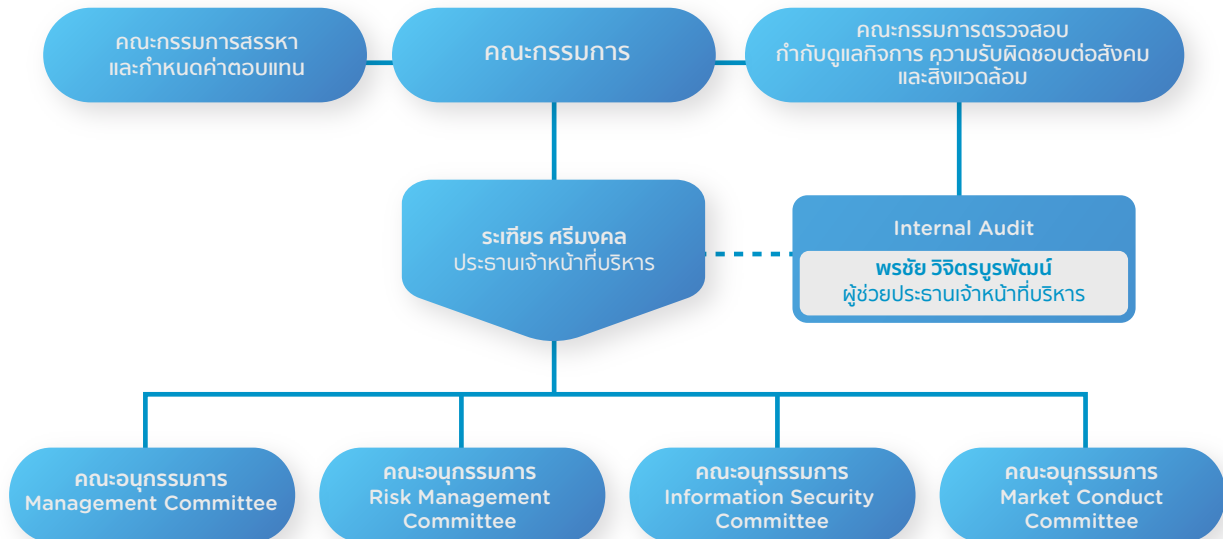 คณะกรรมการสรรหา
และกำหนดค่าตอบแทน
คณะกรรมการ
คณะกรรมการตรวจสอบ
กำกับดูแลกิจการ ความรับผิดชอบต่อสังคม
และสิ่งแวดล้อม
ระเฑียร ศรีมงคล
ประธานเจ้าหน้าที่บริหาร
Internal Audit
พรชัย วิจิตรบูรพัฒน์
ผู้ช่วยประธานเจ้าหน้าที่บริหาร
คณะอนุกรรมการ
Management Committee
คณะอนุกรรมการ
Risk Management
Committee
คณะอนุกรรมการ
Information Security
Committee
คณะอนุกรรมการ
Market Conduct
Committee